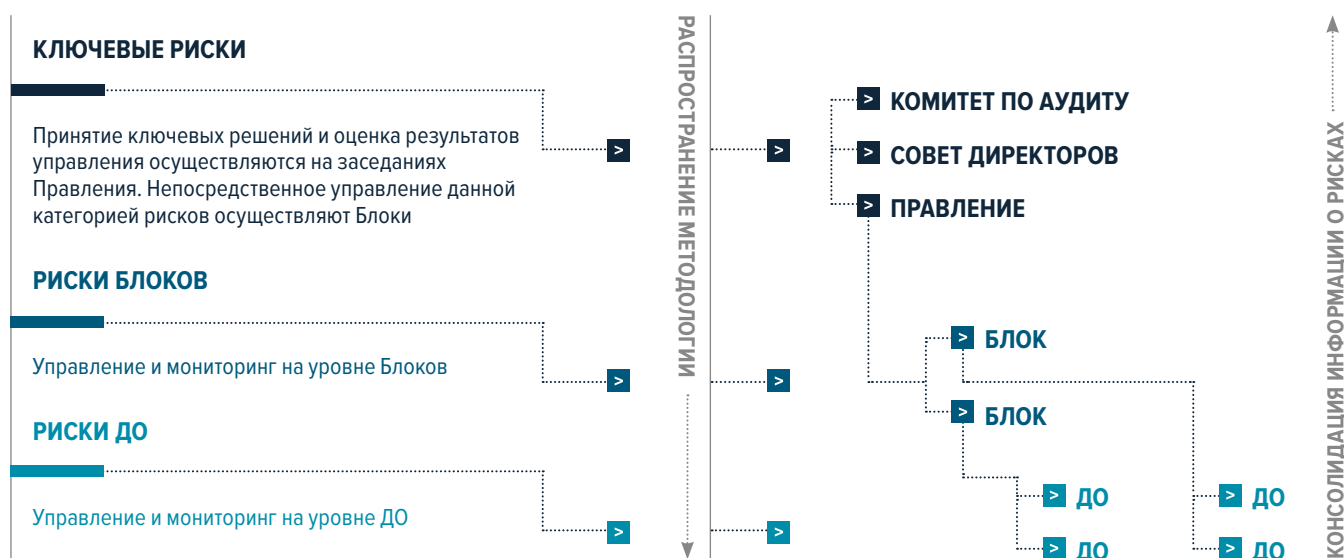 КЛЮЧЕВЫЕ РИСКИ
Принятие ключевых решений и оценка результатов
управления осуществляются на заседаниях
Правления. Непосредственное управление данной
категорией рисков осуществляют Блоки
РИСКИ БЛОКОВ
Управление и мониторинг на уровне Блоков
РИСКИ ДО
Управление и мониторинг на уровне ДО
РАСПРОСТРАНЕНИЕ МЕТОДОЛОГИИ
КОМИТЕТ ПО АУДИТУ
СОВЕТ ДИРЕКТОРОВ
ПРАВЛЕНИЕ
БЛОК
БЛОК
ДО
ДО
ДО
ДО
КОНСОЛИДАЦИЯ ИНФОРМАЦИИ О РИСКАХ